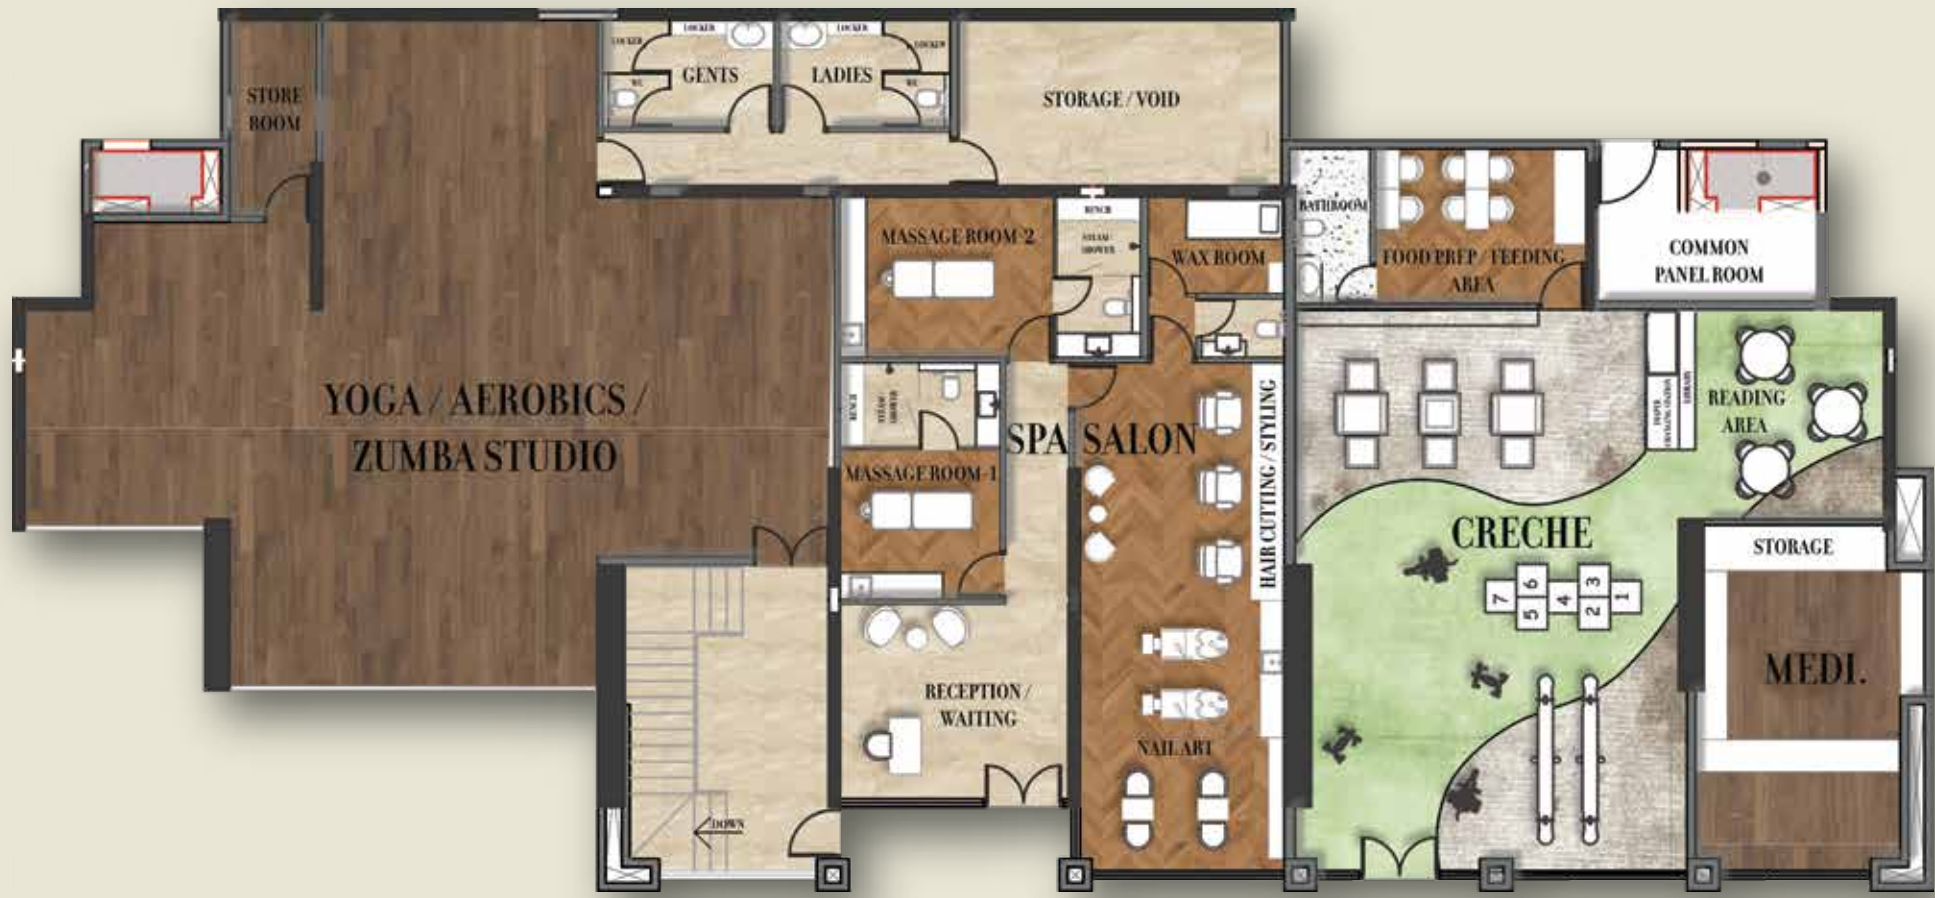 LOCKER
LOCKER
LOCKER
LOCKER
GENTS
LADIES
WC
WC
STORE
ROOM
STORAGE / VOID
BENCH
STEAM/
SHOWER
MASSAGE ROOM-2
WAX ROOM
BATHROOM
FOOD PREP / FEEDING
AREA
COMMON
PANEL ROOM
YOGA / AEROBICS /
ZUMBA STUDIO
BENCH
STEAM/
SHOWER
MASSAGE ROOM-1
SPA
SALON
HAIR CUTTING / STYLING
DIAPER
CHANGING STATION
LIBRARY
READING
AREA
CRECHE
STORAGE
7
6
5
4
3
2
1
MEDI.
RECEPTION /
WAITING
NAIL ART
DOWN